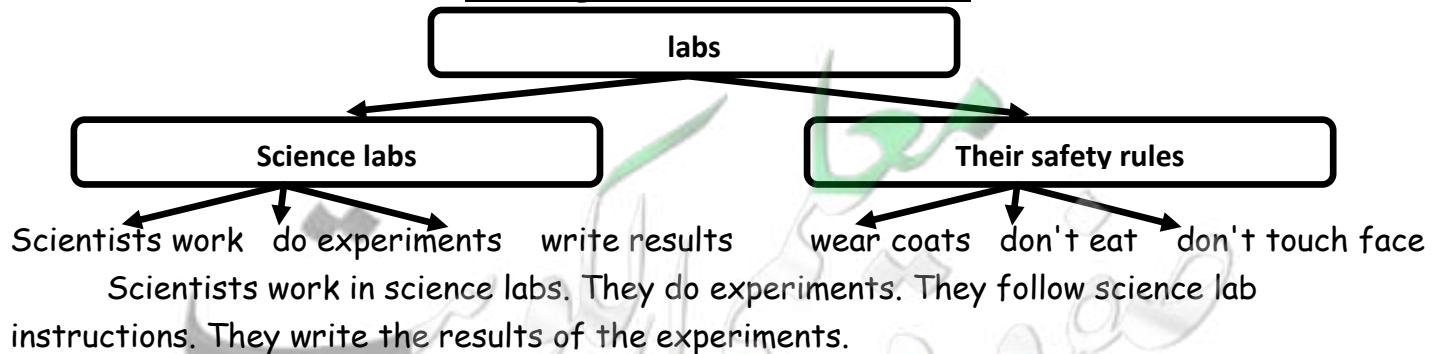 labs
Science labs
Their safety rules
Scientists work do experiments write results wear coats don't eat don't touch face
Scientists work in science labs. They do experiments. They follow science lab
instructions. They write the results of the experiments.